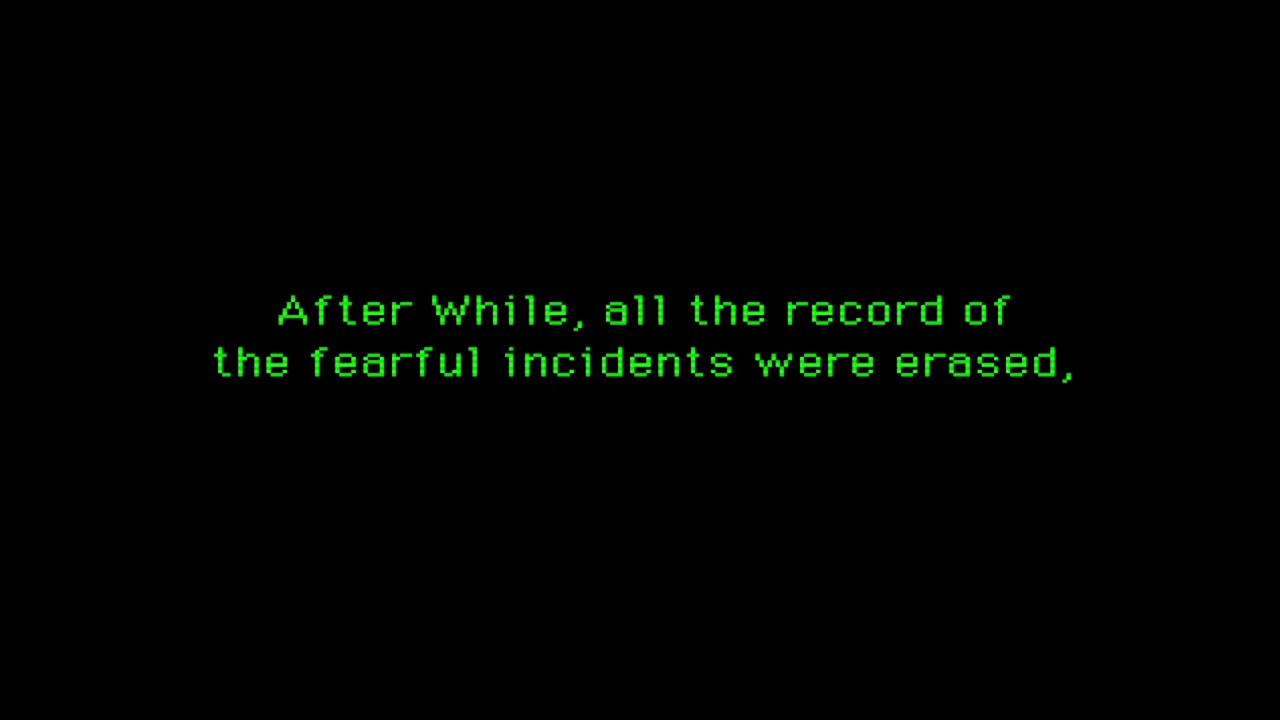 After While, all the record of
the fearful incidents were erased,